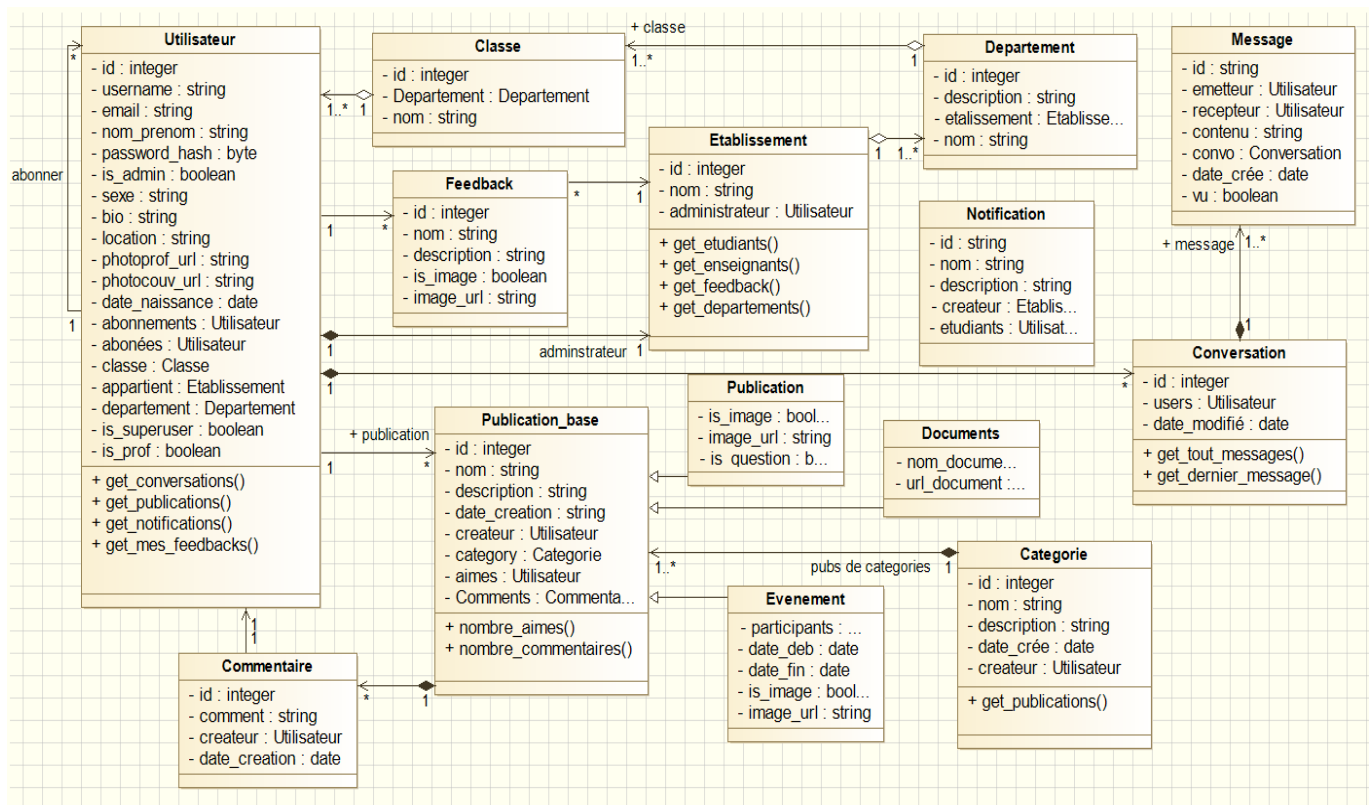 Utilisateur
- id : integer
- username : string
- email : string
- nom_prenom : string
- password_hash : byte
- is_admin : boolean
- sexe : string
- bio : string
- location : string
- photoprof_url : string
- photocouv_url : string
- date_naissance : date
- abonnements : Utilisateur
- abonées : Utilisateur
- classe : Classe
- appartient : Etablissement
- departement : Departement
- is_superuser : boolean
- is_prof : boolean
+ get_conversations()
+ get_publications()
+ get_notifications()
+ get_mes_feedbacks()
*
abonner
1
Classe
- id : integer
- Departement : Departement
- nom : string
1..*
1
+ classe
1..*
1
Departement
- id : integer
- description : string
- etalissement : Etablisse...
- nom : string
Message
- id : string
- emetteur : Utilisateur
- recepteur : Utilisateur
- contenu : string
- convo : Conversation
- date_crée : date
- vu : boolean
Etablissement
- id : integer
- nom : string
- administrateur : Utilisateur
+ get_etudiants()
+ get_enseignants()
+ get_feedback()
+ get_departements()
1
1..*
Feedback
- id : integer
- nom : string
- description : string
- is_image : boolean
- image_url : string
*
1
1
*
Notification
- id : string
- nom : string
- description : string
- createur : Etablis...
- etudiants : Utilisat...
+ message
1..*
1
1
adminstrateur
1
1
*
Conversation
- id : integer
- users : Utilisateur
- date_modifié : date
+ get_tout_messages()
+ get_dernier_message()
Publication
- is_image : bool...
- image_url : string
- is_question : b...
Publication_base
- id : integer
- nom : string
- description : string
- date_creation : string
- createur : Utilisateur
- category : Categorie
- aimes : Utilisateur
- Comments : Commenta...
+ nombre_aimes()
+ nombre_commentaires()
+ publication
1
*
Documents
- nom_docume...
- url_document :...
1..*
pubs de categories
1
Categorie
- id : integer
- nom : string
- description : string
- date_crée : date
- createur : Utilisateur
+ get_publications()
Evenement
- participants : ...
- date_deb : date
- date_fin : date
- is_image : bool...
- image_url : string
1
1
Commentaire
- id : integer
- comment : string
- createur : Utilisateur
- date_creation : date
*
1